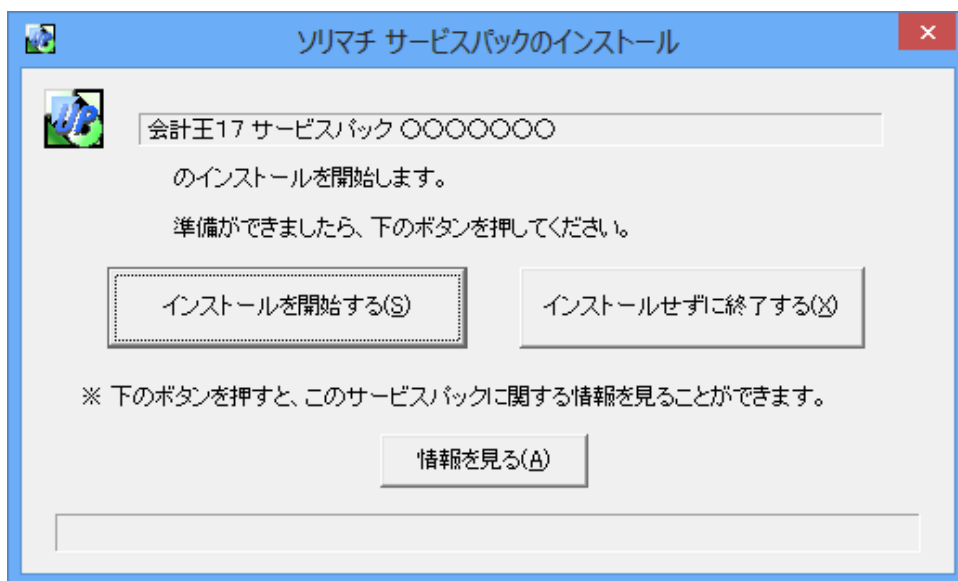 ソリマチ サービスパックのインストール
UP
会計王17 サービスパック 〇〇〇〇〇〇〇
のインストールを開始します。
準備ができましたら、下のボタンを押してください。
インストールを開始する(S)
インストールせずに終了する(X)
※ 下のボタンを押すと、このサービスパックに関する情報を見ることができます。
情報を見る(A)